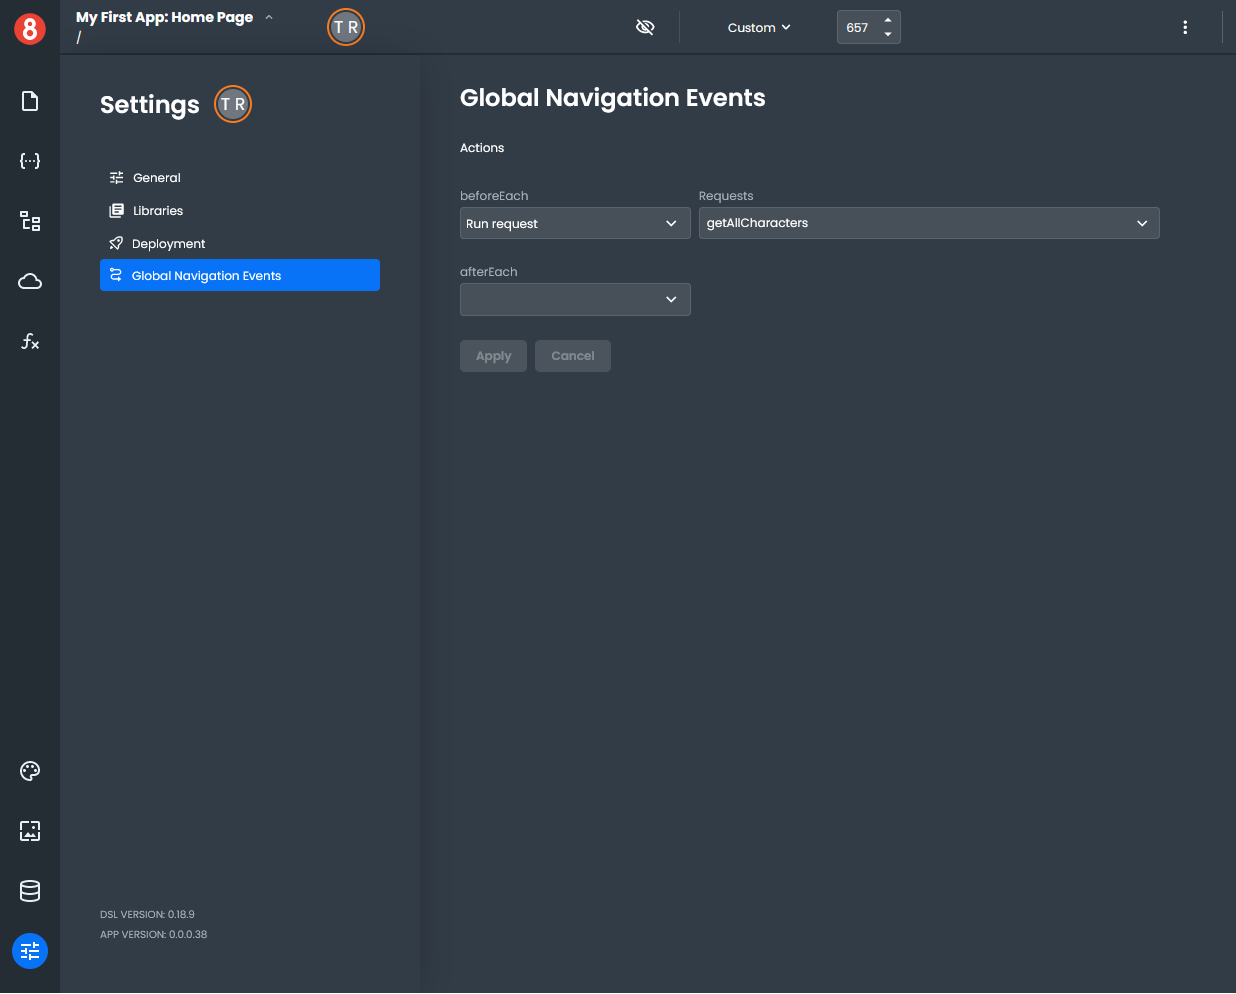 8
My First App: Home Page
/
T R
Custom
657
Settings
T R
General
Libraries
Deployment
Global Navigation Events
DSL VERSION: 0.18.9
APP VERSION: 0.0.0.38
Global Navigation Events
Actions
beforeEach
Requests
Run request
getAllCharacters
afterEach
Apply
Cancel